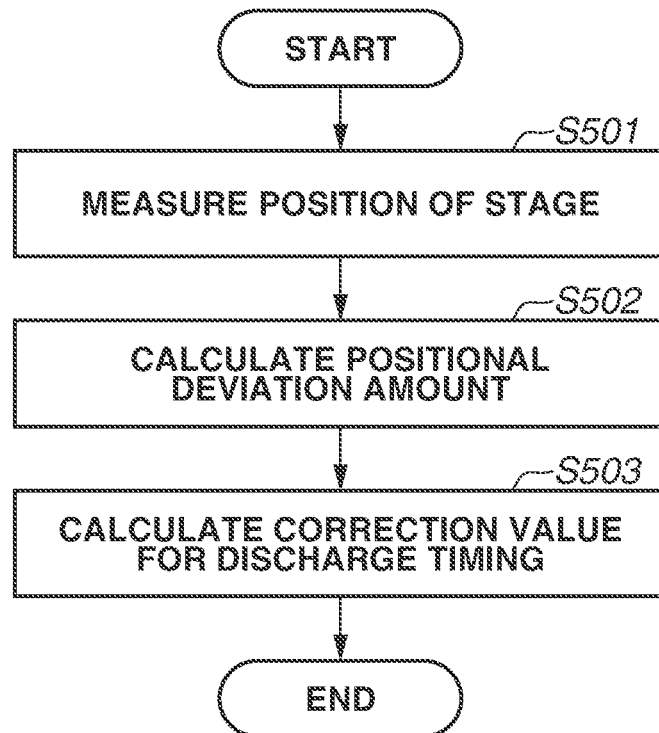 START
S501
MEASURE POSITION OF STAGE
S502
CALCULATE POSITIONAL
DEVIATION AMOUNT
S503
CALCULATE CORRECTION VALUE
FOR DISCHARGE TIMING
END